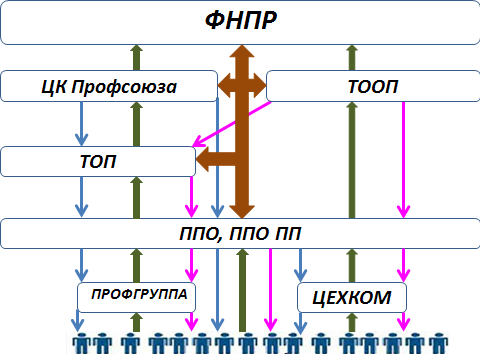 ФНПР
ЦК Профсоюза
ТООП
ТОП
ППО, ППО ПП
ПРОФГРУППА
ЦЕХКОМ